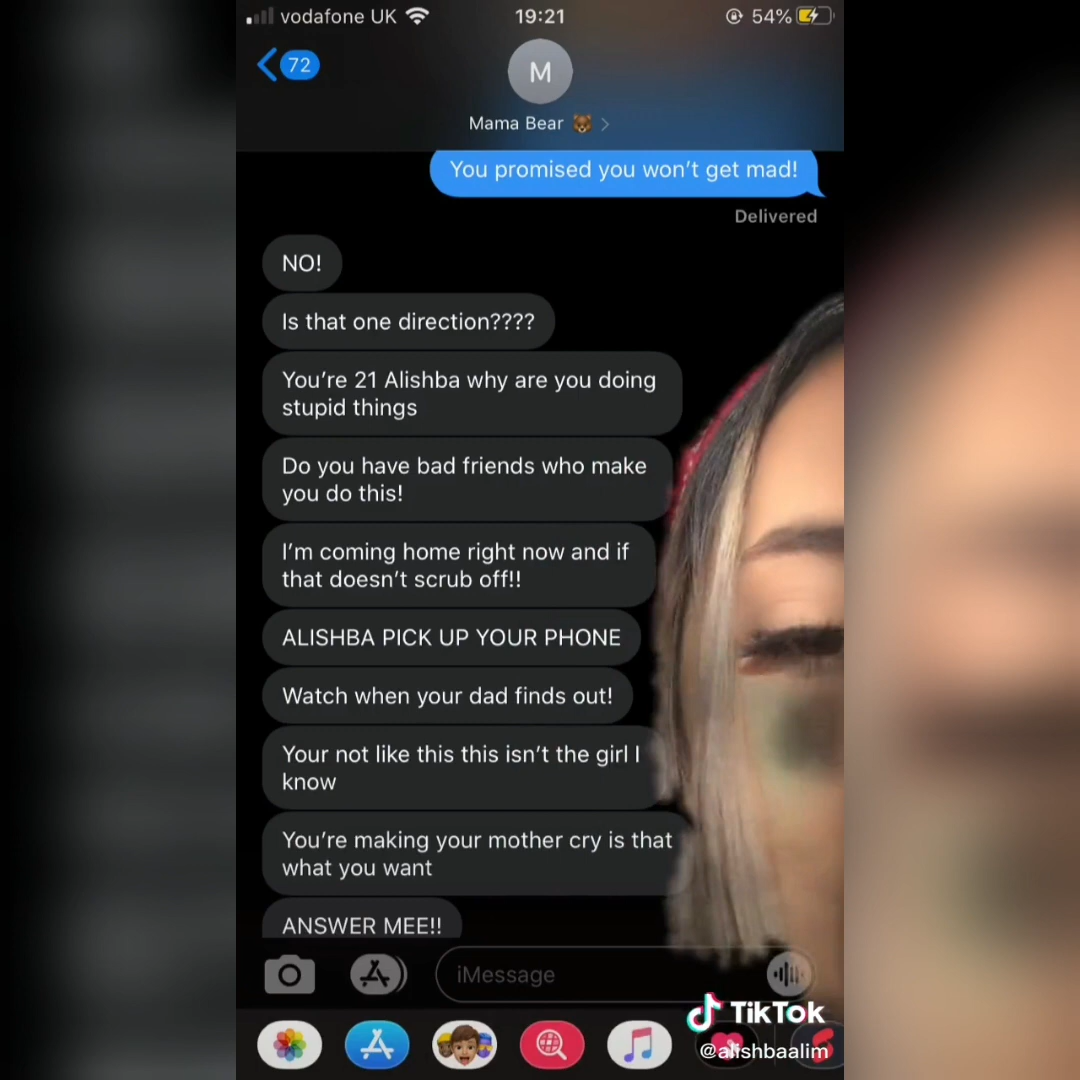 vodafone UK
19:21
54%
72
M
Mama Bear 🐻
You promised you won't get mad!
Delivered
NO!
Is that one direction????
You're 21 Alishba why are you doing
stupid things
Do you have bad friends who make
you do this!
I'm coming home right now and if
that doesn't scrub off!!
ALISHBA PICK UP YOUR PHONE
Watch when your dad finds out!
Your not like this this isn't the girl I
know
You're making your mother cry is that
what you want
ANSWER MEE!!
iMessage
TikTok
@alishbaalim